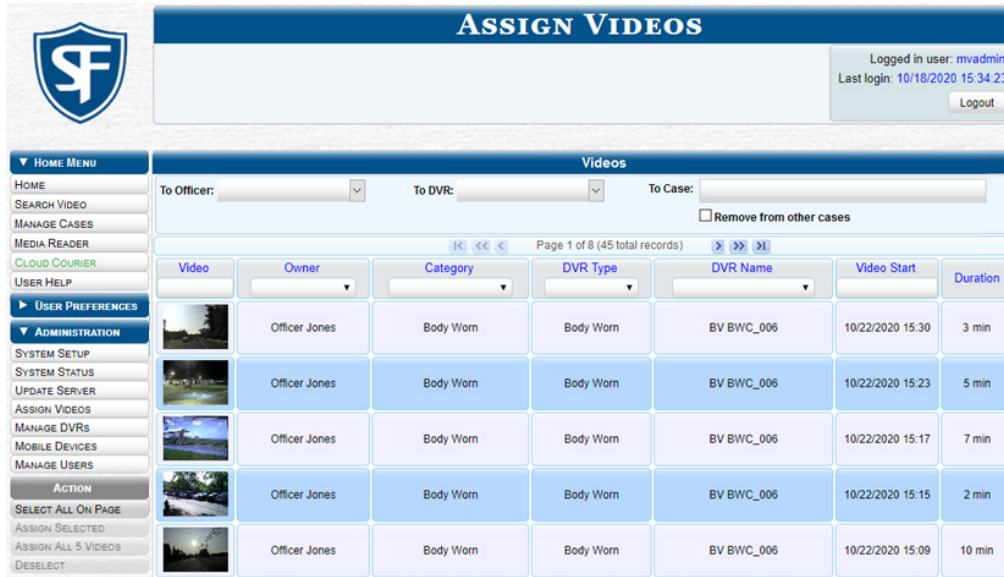 ASSIGN VIDEOS
SF
Logged in user: mvadmin
Last login: 10/18/2020 15:34:23
Logout
▼ HOME MENU
HOME
SEARCH VIDEO
MANAGE CASES
MEDIA READER
CLOUD COURIER
USER HELP
► USER PREFERENCES
▼ ADMINISTRATION
SYSTEM SETUP
SYSTEM STATUS
UPDATE SERVER
ASSIGN VIDEOS
MANAGE DVRS
MOBILE DEVICES
MANAGE USERS
ACTION
SELECT ALL ON PAGE
ASSIGN SELECTED
ASSIGN ALL 5 VIDEOS
DESELECT
Videos
To Officer: To DVR: To Case:
Remove from other cases
Page 1 of 8 (45 total records)
Video Owner Category DVR Type DVR Name Video Start Duration
Officer Jones Body Worn Body Worn BV BWC_006 10/22/2020 15:30 3 min
Officer Jones Body Worn Body Worn BV BWC_006 10/22/2020 15:23 5 min
Officer Jones Body Worn Body Worn BV BWC_006 10/22/2020 15:17 7 min
Officer Jones Body Worn Body Worn BV BWC_006 10/22/2020 15:15 2 min
Officer Jones Body Worn Body Worn BV BWC_006 10/22/2020 15:09 10 min